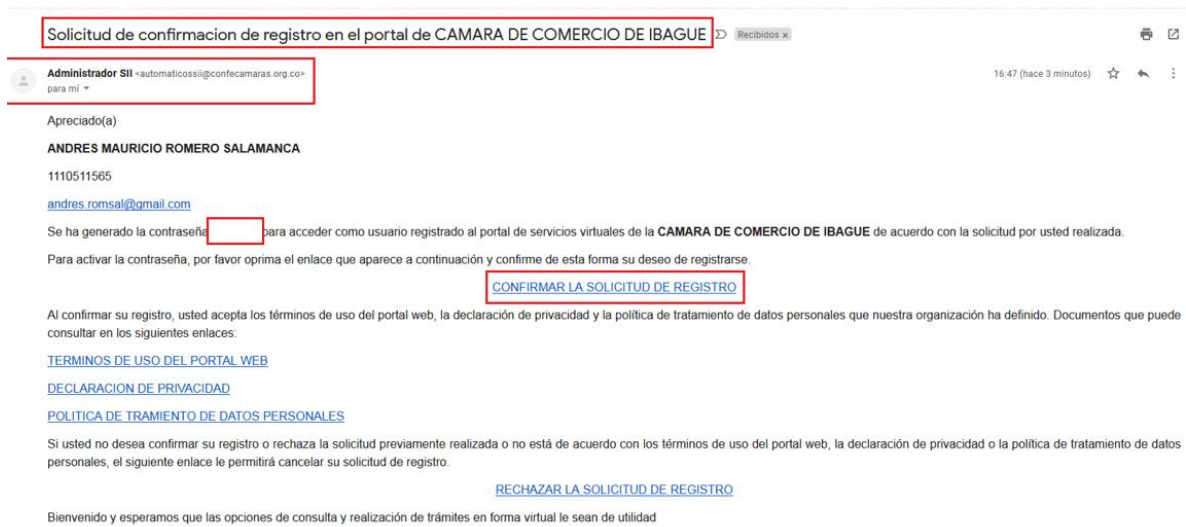 Solicitud de confirmacion de registro en el portal de CAMARA DE COMERCIO DE IBAGUE Recibidos x
Administrador SII <automaticossii@confecamaras.org.co>
16:47 (hace 3 minutos)
para mí
Apreciado(a)
ANDRES MAURICIO ROMERO SALAMANCA
1110511565
andres.romsal@gmail.com
Se ha generado la contraseña para acceder como usuario registrado al portal de servicios virtuales de la CAMARA DE COMERCIO DE IBAGUE de acuerdo con la solicitud por usted realizada.
Para activar la contraseña, por favor oprima el enlace que aparece a continuación y confirme de esta forma su deseo de registrarse.
CONFIRMAR LA SOLICITUD DE REGISTRO
Al confirmar su registro, usted acepta los términos de uso del portal web, la declaración de privacidad y la política de tratamiento de datos personales que nuestra organización ha definido. Documentos que puede
consultar en los siguientes enlaces:
TERMINOS DE USO DEL PORTAL WEB
DECLARACION DE PRIVACIDAD
POLITICA DE TRAMIENTO DE DATOS PERSONALES
Si usted no desea confirmar su registro o rechaza la solicitud previamente realizada o no está de acuerdo con los términos de uso del portal web, la declaración de privacidad o la política de tratamiento de datos
personales, el siguiente enlace le permitirá cancelar su solicitud de registro.
RECHAZAR LA SOLICITUD DE REGISTRO
Bienvenido y esperamos que las opciones de consulta y realización de trámites en forma virtual le sean de utilidad